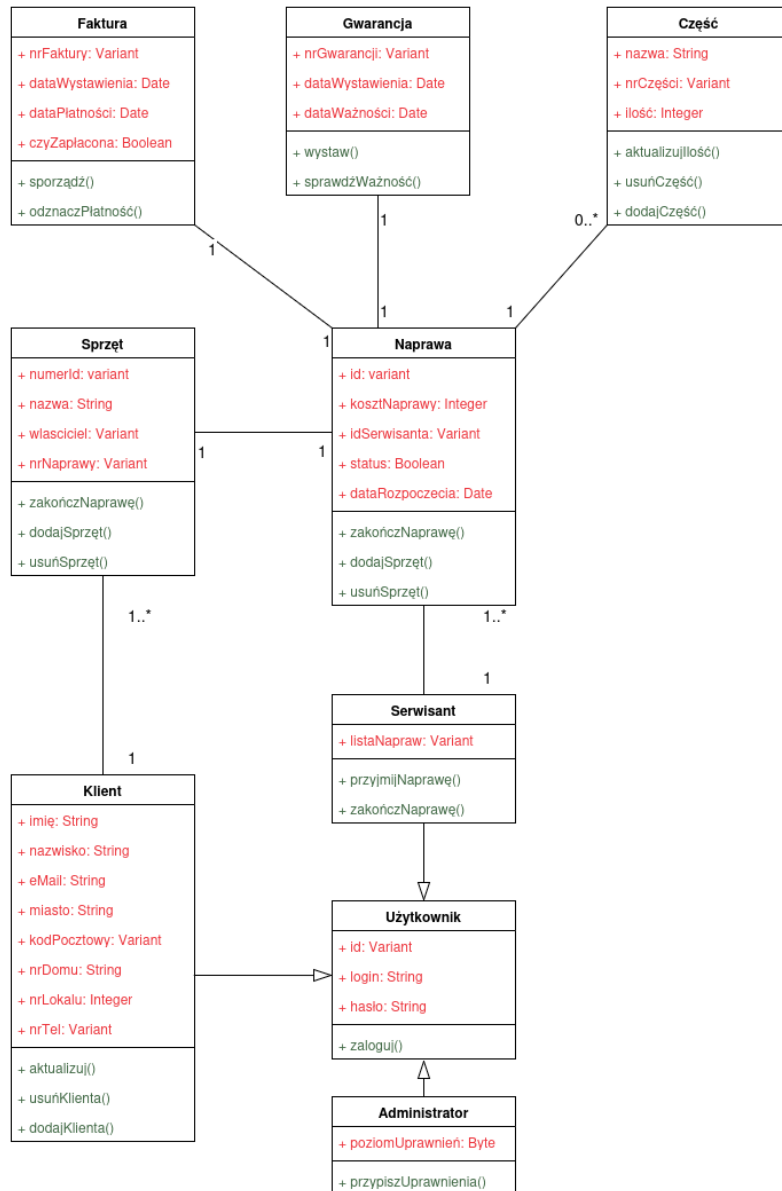 Faktura
+ nrFaktury: Variant
+ dataWystawienia: Date
+ dataPłatności: Date
+ czyZapłacona: Boolean
+ sporządź()
+ odznaczPłatność()
Gwarancja
+ nrGwarancji: Variant
+ dataWystawienia: Date
+ dataWażności: Date
+ wystaw()
+ sprawdźWażność()
Część
+ nazwa: String
+ nrCzęści: Variant
+ ilość: Integer
+ aktualizujIlość()
+ usuńCzęść()
+ dodajCzęść()
1
1
0..*
1
1
1
Sprzęt
+ numerId: variant
+ nazwa: String
+ wlasciciel: Variant
+ nrNaprawy: Variant
+ zakończNaprawę()
+ dodajSprzęt()
+ usuńSprzęt()
1
1
Naprawa
+ id: variant
+ kosztNaprawy: Integer
+ idSerwisanta: Variant
+ status: Boolean
+ dataRozpoczecia: Date
+ zakończNaprawę()
+ dodajSprzęt()
+ usuńSprzęt()
1..*
1..*
1
1
Serwisant
+ listaNapraw: Variant
+ przyjmijNaprawę()
+ zakończNaprawę()
Klient
+ imię: String
+ nazwisko: String
+ eMail: String
+ miasto: String
+ kodPocztowy: Variant
+ nrDomu: String
+ nrLokalu: Integer
+ nrTel: Variant
+ aktualizuj()
+ usuńKlienta()
+ dodajKlienta()
Użytkownik
+ id: Variant
+ login: String
+ hasło: String
+ zaloguj()
Administrator
+ poziomUprawnień: Byte
+ przypiszUprawnienia()